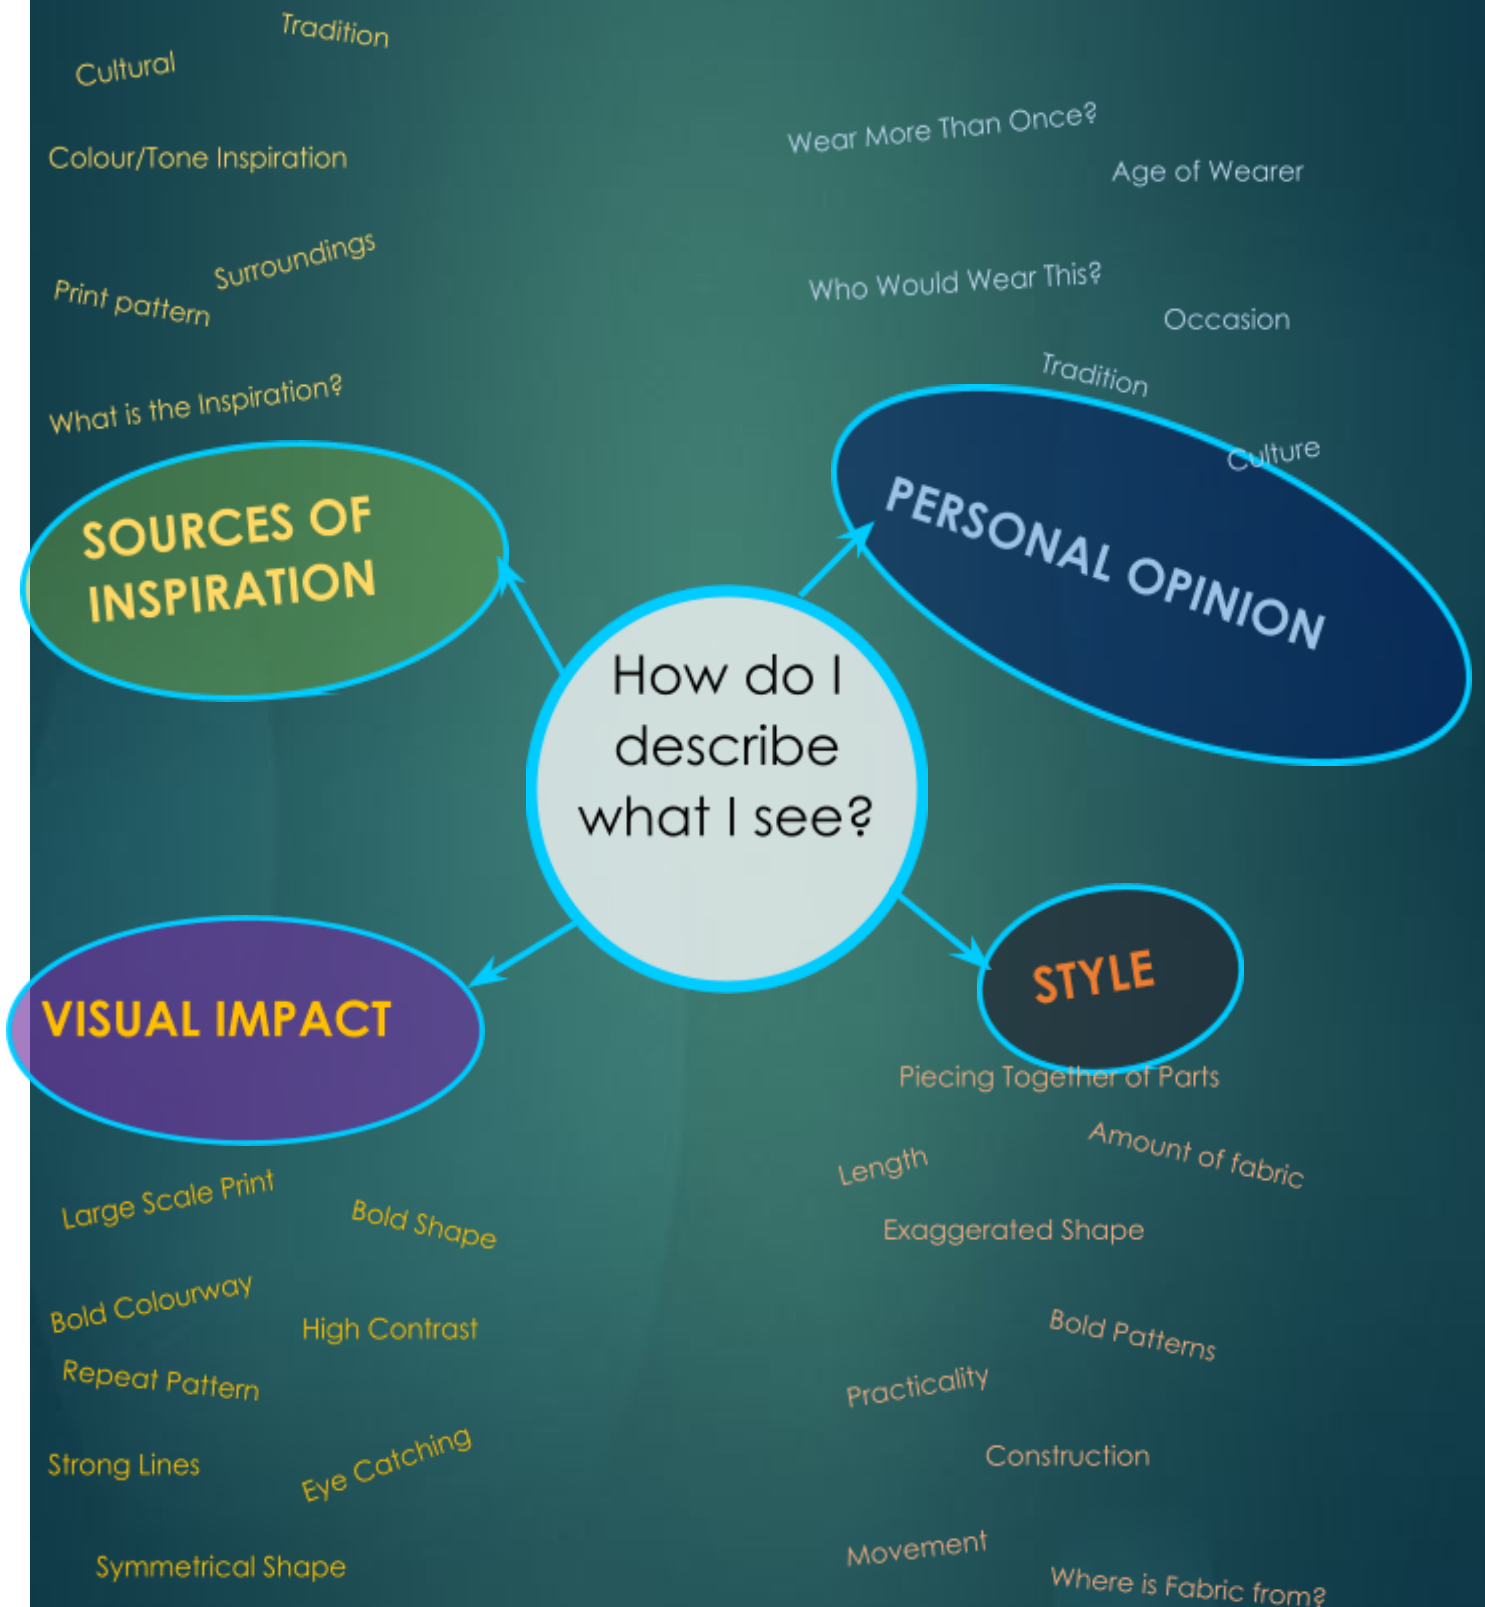 Tradition
Cultural
Colour/Tone Inspiration
Surroundings
Print pattern
What is the Inspiration?
SOURCES OF
INSPIRATION
Wear More Than Once?
Age of Wearer
Who Would Wear This?
Occasion
Tradition
Culture
PERSONAL OPINION
How do I
describe
what I see?
VISUAL IMPACT
Large Scale Print
Bold Shape
Bold Colourway
High Contrast
Repeat Pattern
Strong Lines
Eye Catching
Symmetrical Shape
STYLE
Piecing Together of Parts
Amount of fabric
Length
Exaggerated Shape
Bold Patterns
Practicality
Construction
Movement
Where is Fabric from?